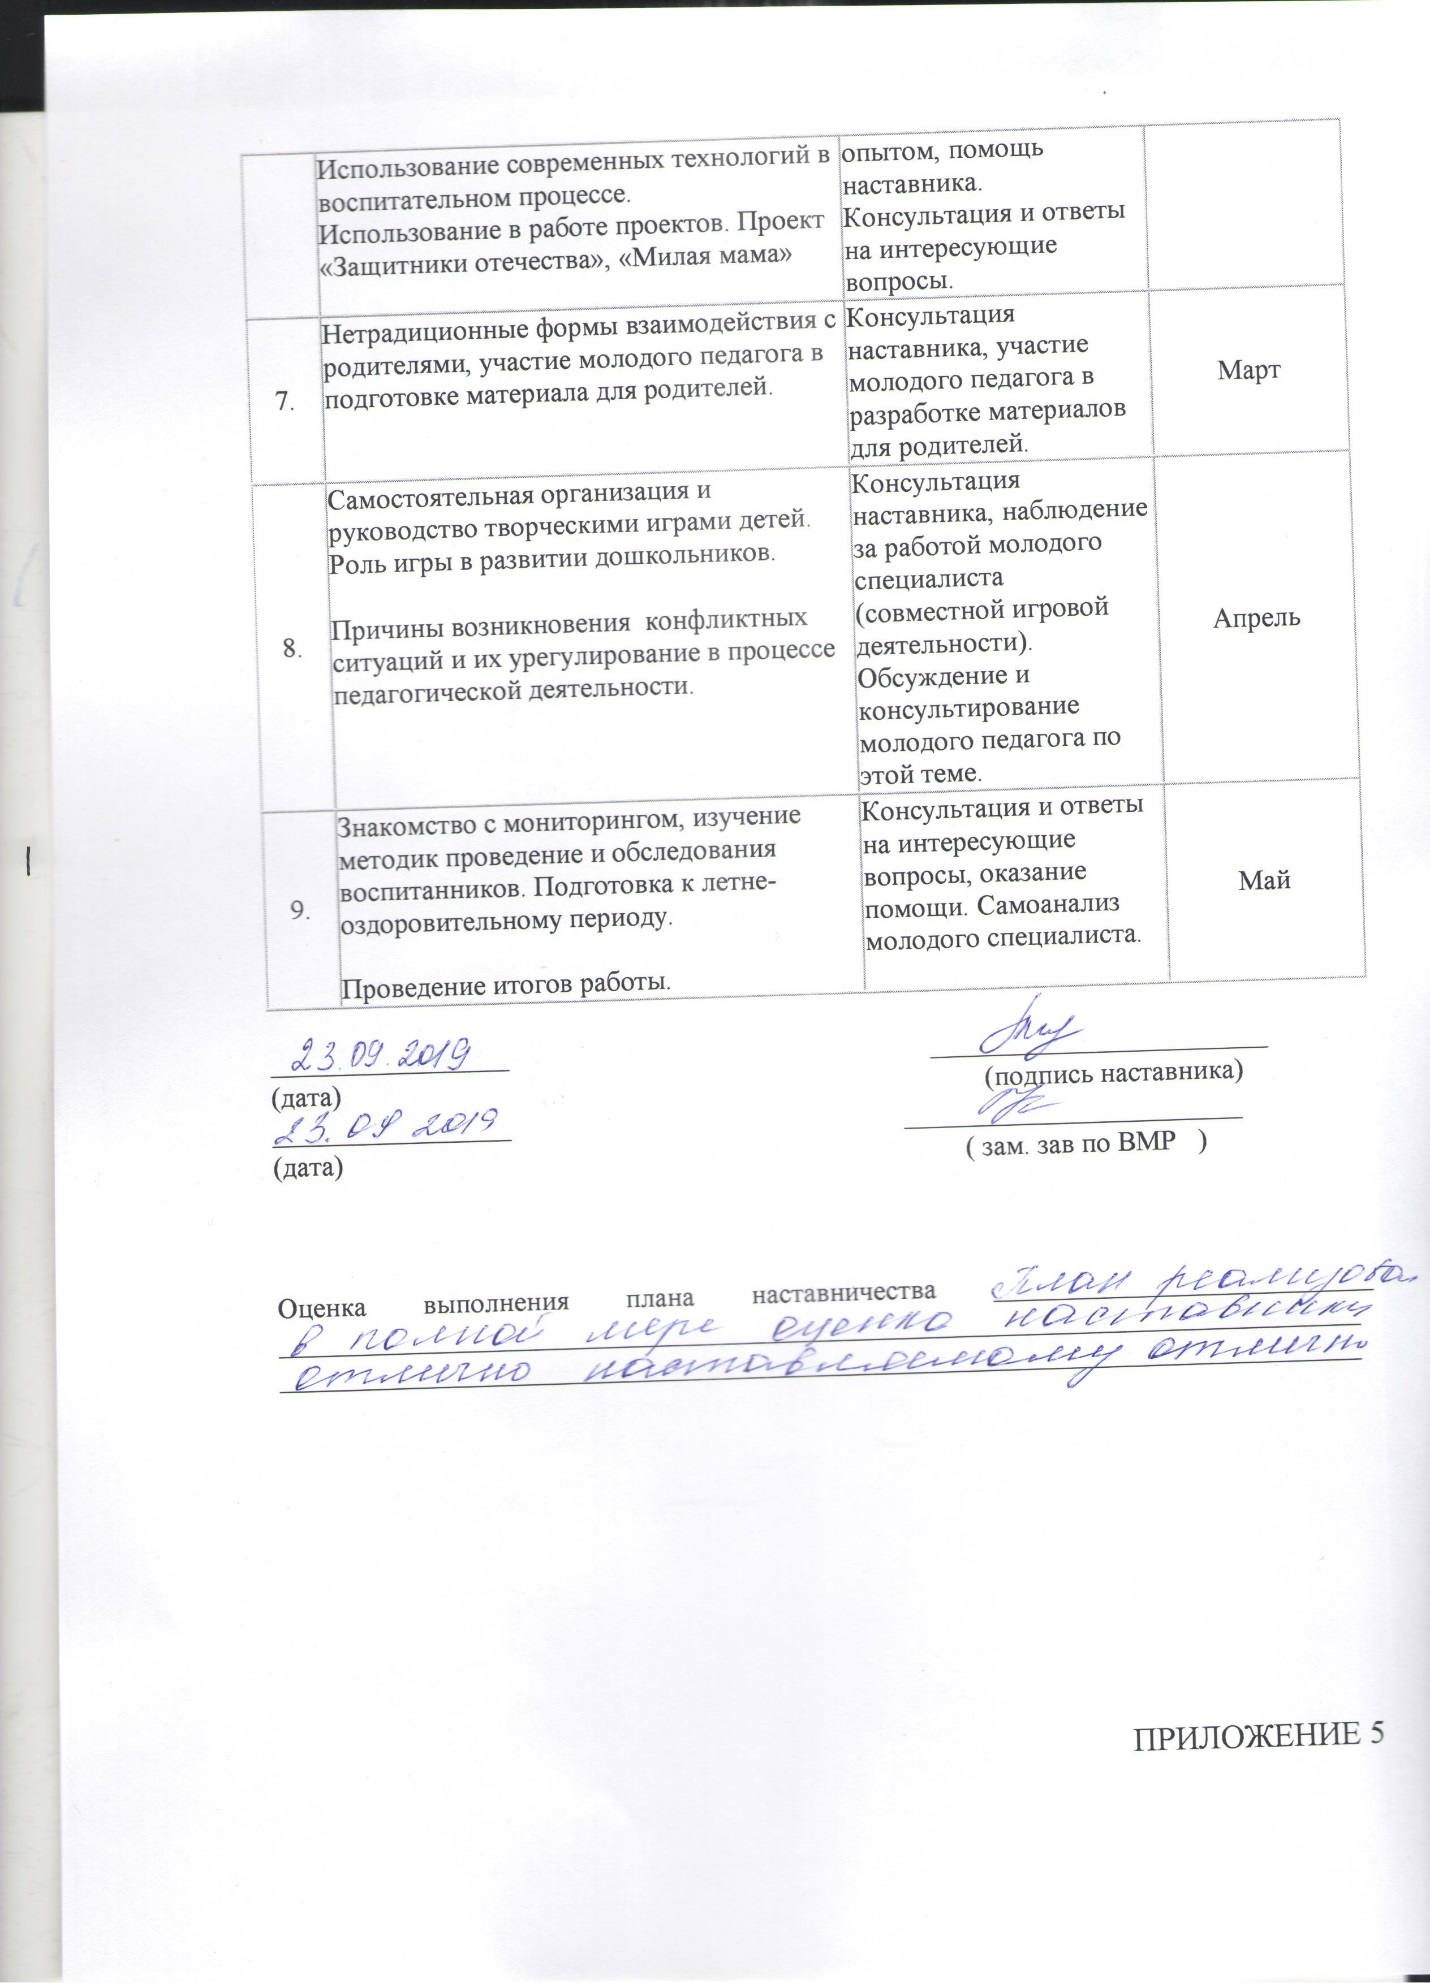 Использование современных технологий в
воспитательном процессе.
Использование в работе проектов. Проект
«Защитники отечества», «Милая мама»
опытом, помощь
наставника.
Консультация и ответы
на интересующие
вопросы.
7.
Нетрадиционные формы взаимодействия с
родителями, участие молодого педагога в
подготовке материала для родителей.
Консультация
наставника, участие
молодого педагога в
разработке материалов
для родителей.
Март
8.
Самостоятельная организация и
руководство творческими играми детей.
Роль игры в развитии дошкольников.
Причины возникновения конфликтных
ситуаций и их урегулирование в процессе
педагогической деятельности.
Консультация
наставника, наблюдение
за работой молодого
специалиста
(совместной игровой
деятельности).
Обсуждение и
консультирование
молодого педагога по
этой теме.
Апрель
9.
Знакомство с мониторингом, изучение
методик проведение и обследования
воспитанников. Подготовка к летне-
оздоровительному периоду.
Проведение итогов работы.
Консультация и ответы
на интересующие
вопросы, оказание
помощи. Самоанализ
молодого специалиста.
Май
23.09.2019
(дата)
(подпись наставника)
23.09 2019
(дата)
( зам. зав по ВМР )
Оценка выполнения плана наставничества План реализован
в полной мере оценка наставнику
отлично наставляемому отлично
ПРИЛОЖЕНИЕ 5